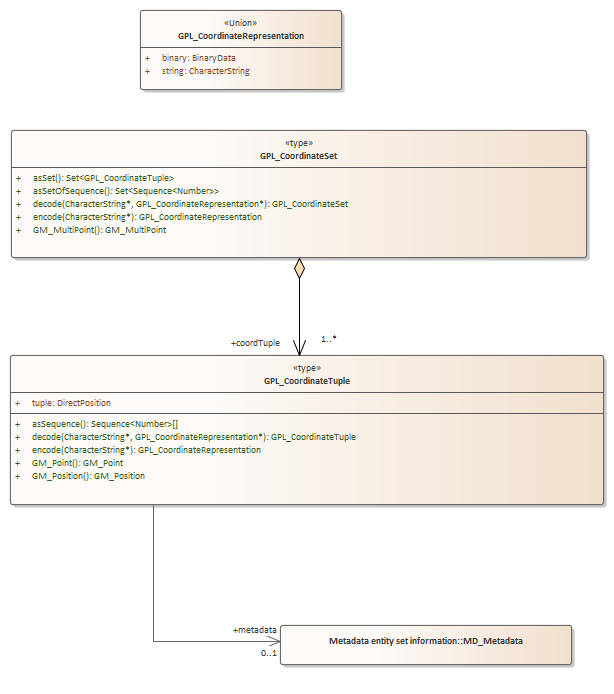 «Union»
GPL_CoordinateRepresentation
+ binary: BinaryData
+ string: CharacterString
«type»
GPL_CoordinateSet
+ asSet(): Set<GPL_CoordinateTuple>
+ asSetOfSequence(): Set<Sequence<Number>>
+ decode(CharacterString*, GPL_CoordinateRepresentation*): GPL_CoordinateSet
+ encode(CharacterString*): GPL_CoordinateRepresentation
+ GM_MultiPoint(): GM_MultiPoint
+coordTuple 1..*
«type»
GPL_CoordinateTuple
+ tuple: DirectPosition
+ asSequence(): Sequence<Number>[]
+ decode(CharacterString*, GPL_CoordinateRepresentation*): GPL_CoordinateTuple
+ encode(CharacterString*): GPL_CoordinateRepresentation
+ GM_Point(): GM_Point
+ GM_Position(): GM_Position
+metadata
0..1
Metadata entity set information::MD_Metadata